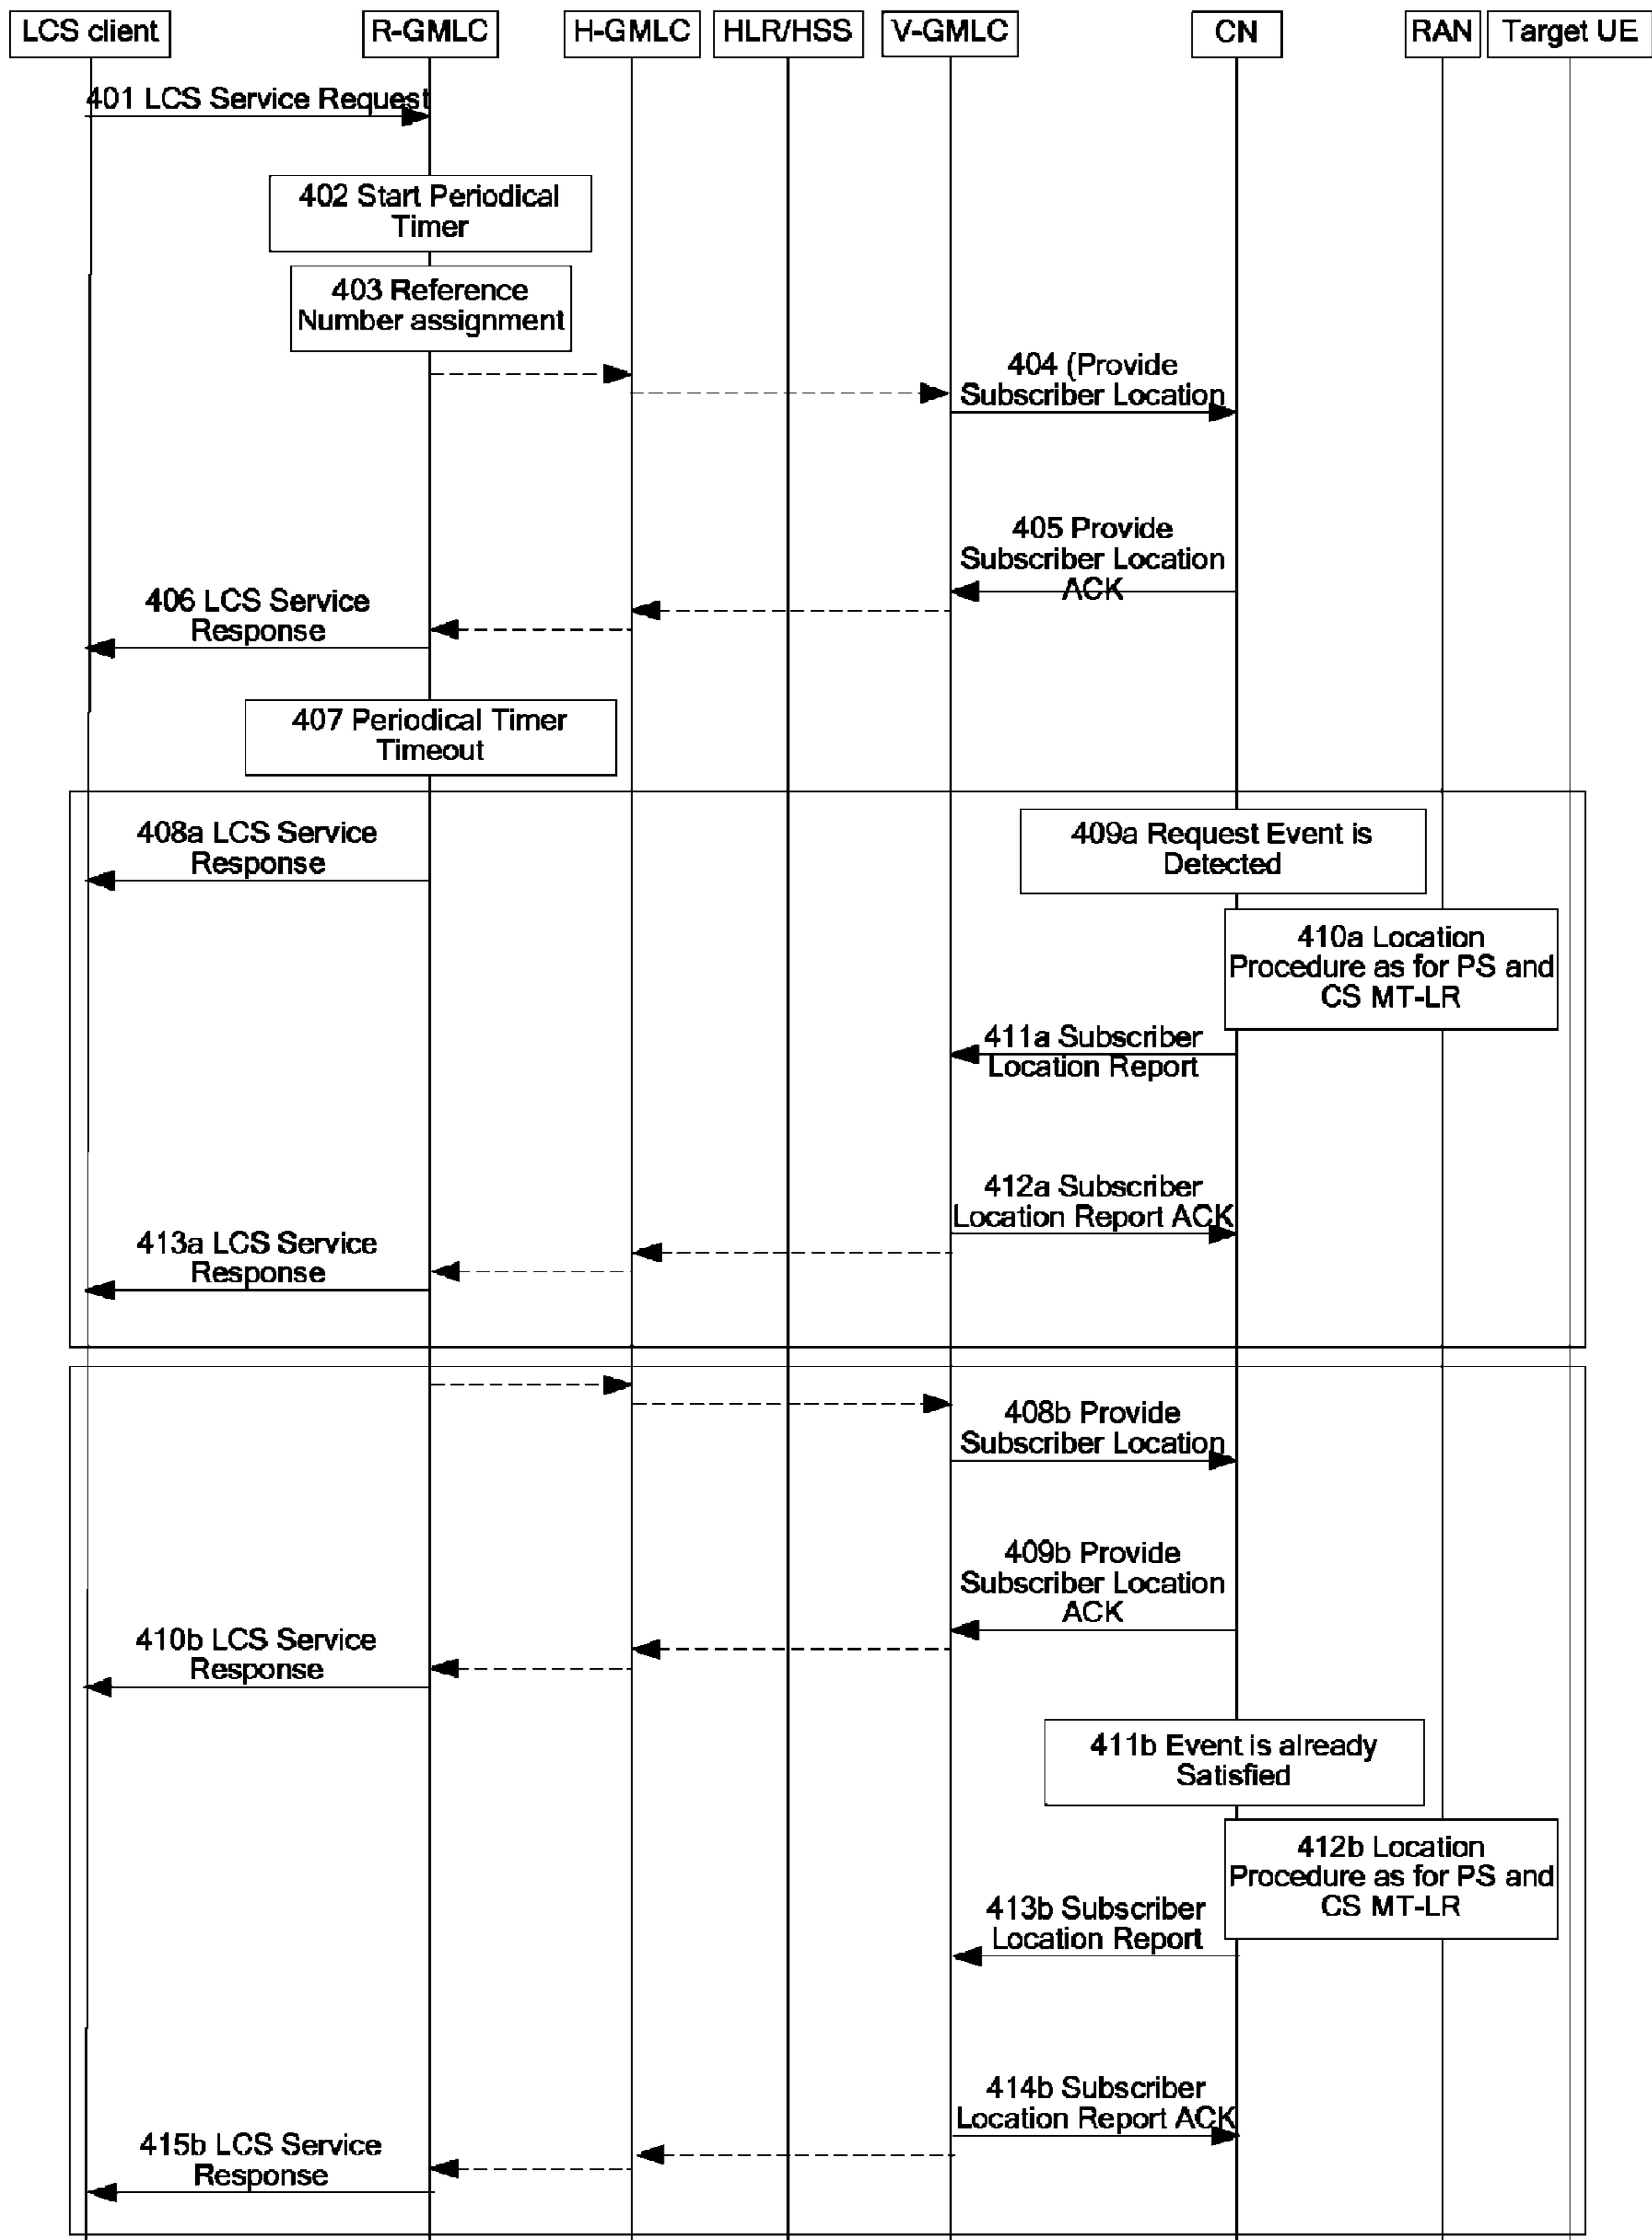 LCS client
R-GMLC
H-GMLC
HLR/HSS
V-GMLC
CN
RAN
Target UE
401 LCS Service Request
402 Start Periodical
Timer
403 Reference
Number assignment
404 (Provide
Subscriber Location
405 Provide
Subscriber Location
ACK
406 LCS Service
Response
407 Periodical Timer
Timeout
408a LCS Service
Response
409a Request Event is
Detected
410a Location
Procedure as for PS and
CS MT-LR
411a Subscriber
Location Report
412a Subscriber
Location Report ACK
413a LCS Service
Response
408b Provide
Subscriber Location
409b Provide
Subscriber Location
ACK
410b LCS Service
Response
411b Event is already
Satisfied
412b Location
Procedure as for PS and
CS MT-LR
413b Subscriber
Location Report
414b Subscriber
Location Report ACK
415b LCS Service
Response